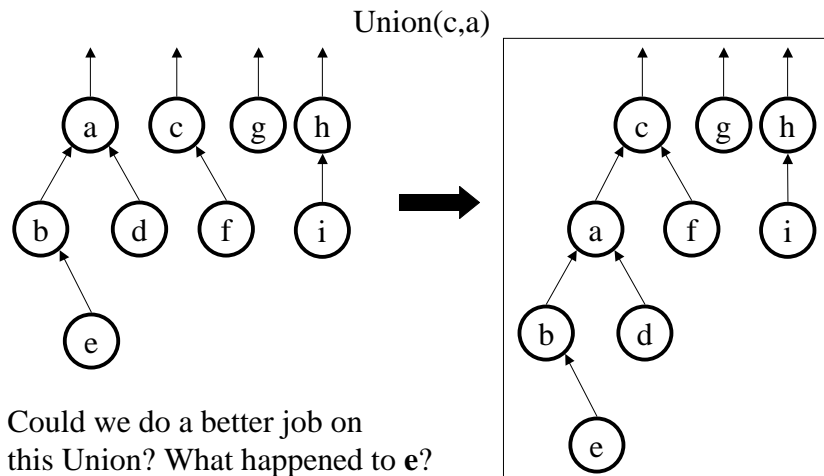 Union(c,a)
a c g h
b d f i
e
c g h
a f i
b d
e
Could we do a better job on
this Union? What happened to e?